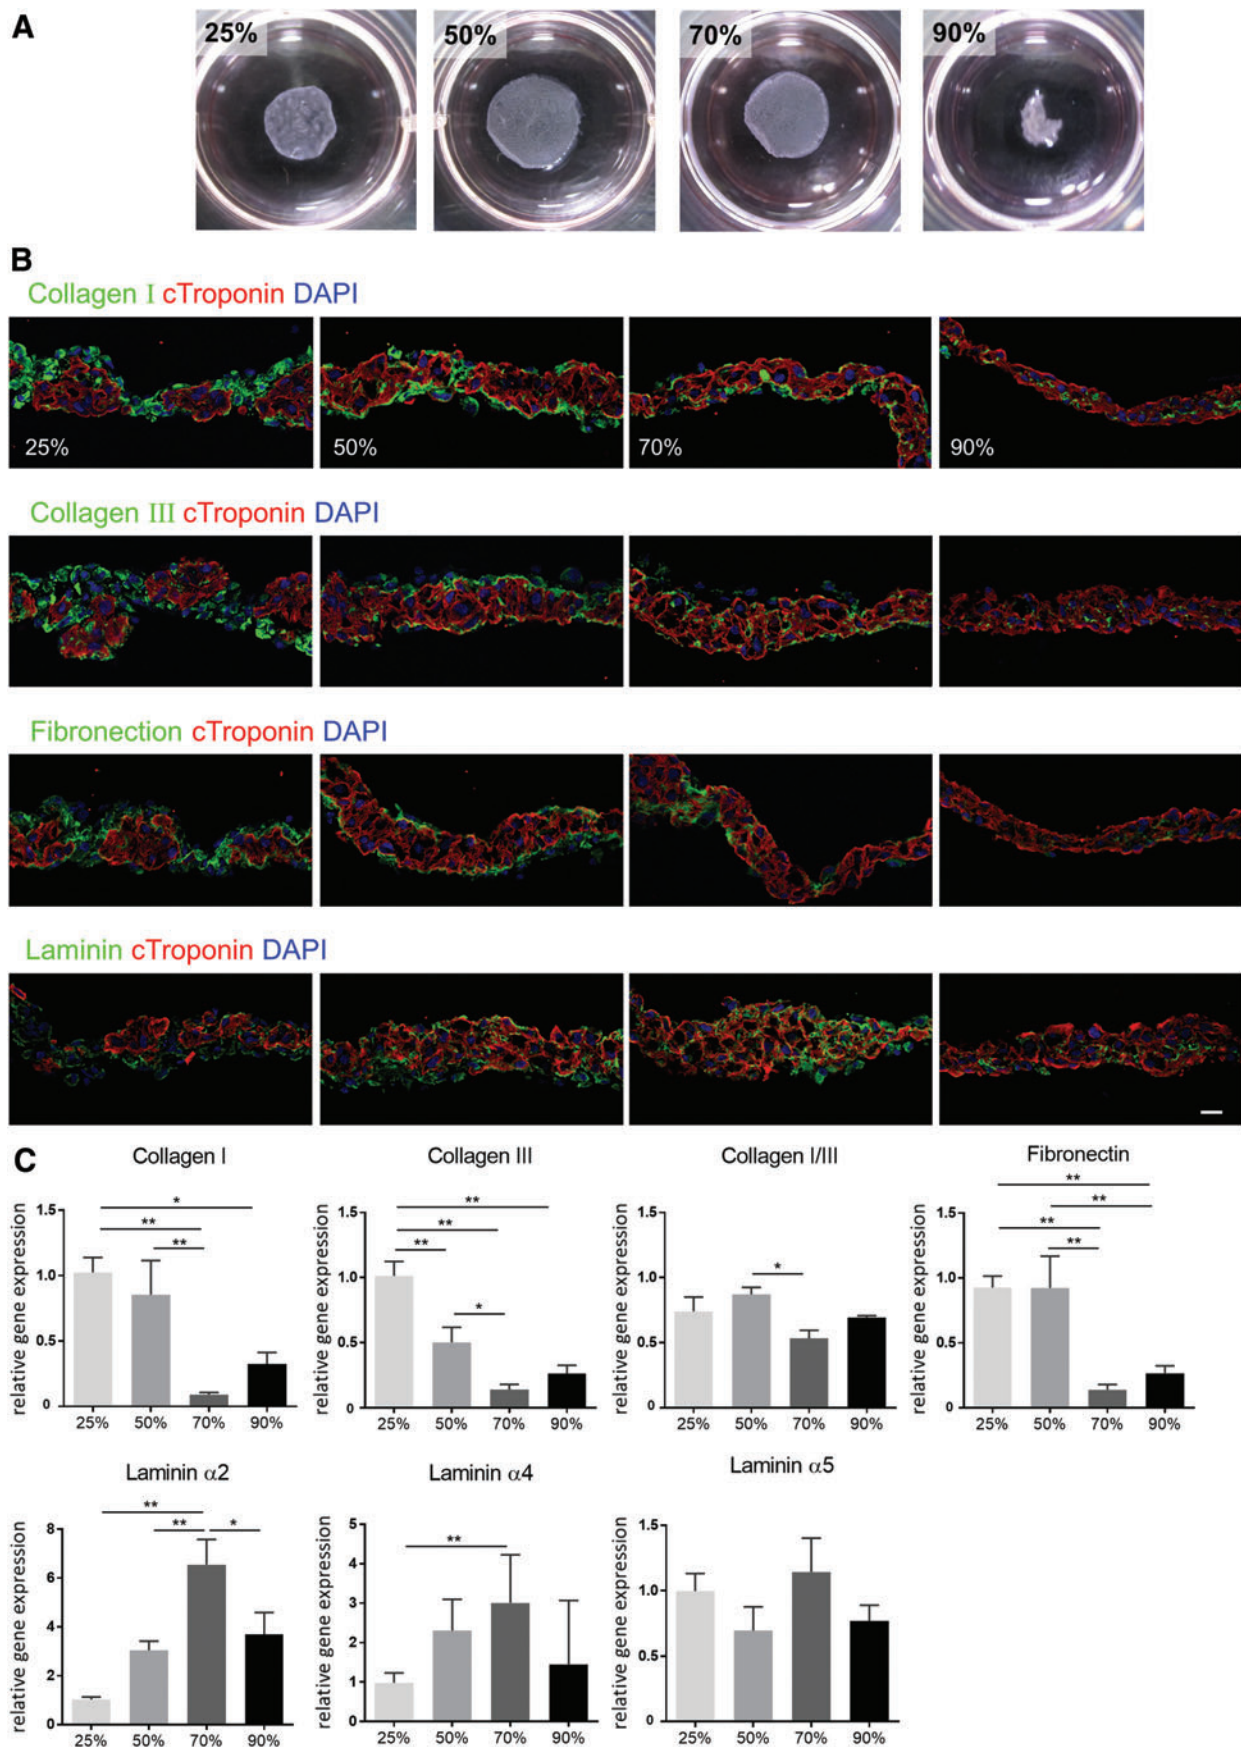 A
25%
50%
70%
90%
B
Collagen I cTroponin DAPI
25%
50%
70%
90%
Collagen III cTroponin DAPI
Fibronection cTroponin DAPI
Laminin cTroponin DAPI
C
Collagen I
relative gene expression
1.5
1.0
0.5
0
*
**
**
25% 50% 70% 90%
Collagen III
relative gene expression
1.5
1.0
0.5
0
**
**
**
*
25% 50% 70% 90%
Collagen I/III
relative gene expression
1.5
1.0
0.5
0
*
25% 50% 70% 90%
Fibronectin
relative gene expression
1.5
1.0
0.5
0
**
**
**
**
25% 50% 70% 90%
Laminin α2
relative gene expression
8
6
4
2
0
**
**
*
25% 50% 70% 90%
Laminin α4
relative gene expression
5
4
3
2
1
0
**
25% 50% 70% 90%
Laminin α5
relative gene expression
1.5
1.0
0.5
0
25% 50% 70% 90%